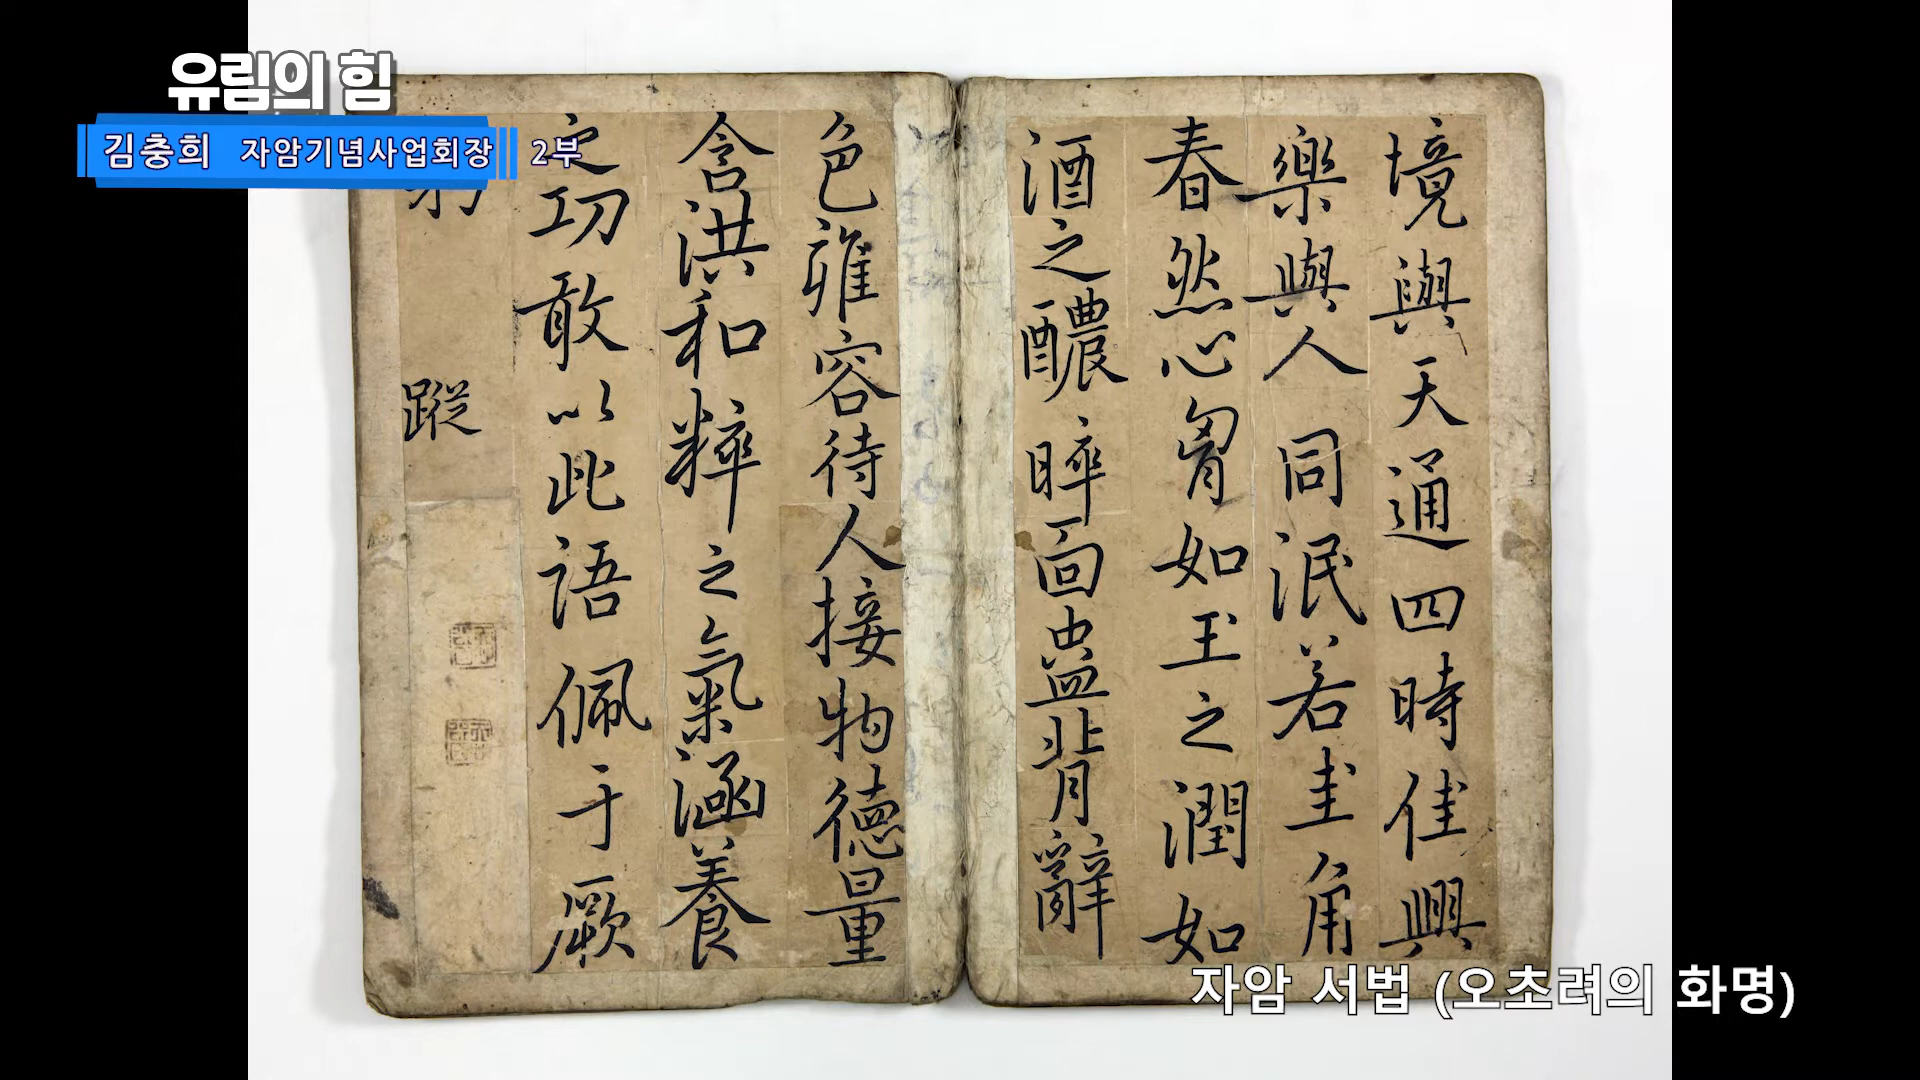 유림의 힘
김충희 자암기념사업회장 2부
境與天通四時佳興
樂與人同泯若圭角
春然心胷如玉之潤如
酒之醲睟面盎背辭
色雍容待人接物德量
含洪和粹之氣涵養
之功敢以此語佩于厥
躬
蹤
자암 서법 (오초려의 화명)